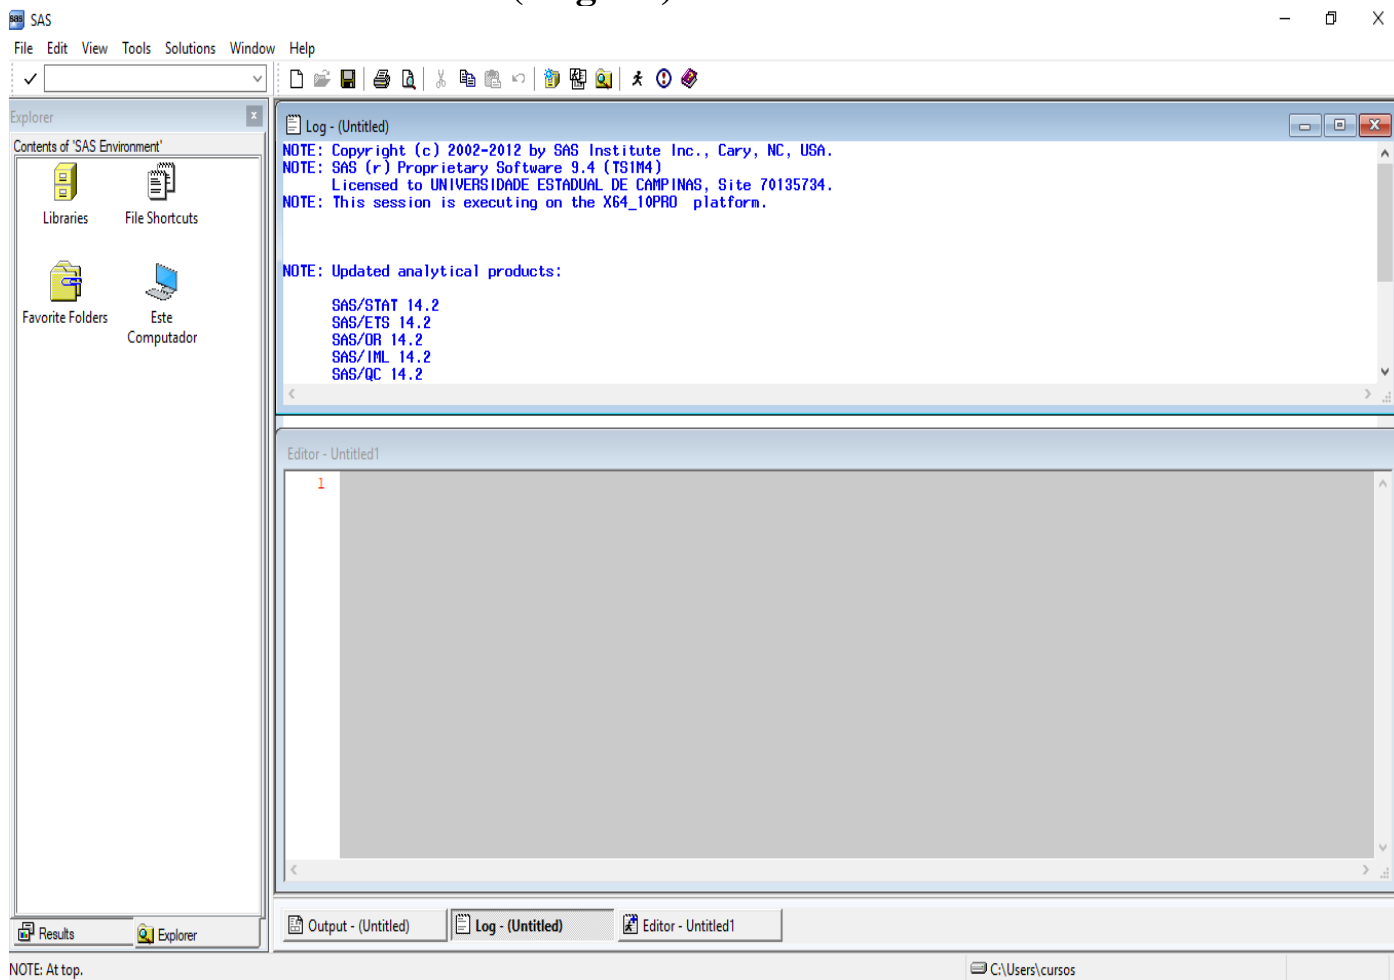 SAS
File Edit View Tools Solutions Window Help
Explorer
Contents of 'SAS Environment'
Libraries
File Shortcuts
Favorite Folders
Este
Computador
Results
Explorer
Log - (Untitled)
NOTE: Copyright (c) 2002-2012 by SAS Institute Inc., Cary, NC, USA.
NOTE: SAS (r) Proprietary Software 9.4 (TS1M4)
Licensed to UNIVERSIDADE ESTADUAL DE CAMPINAS, Site 70135734.
NOTE: This session is executing on the X64_10PRO platform.
NOTE: Updated analytical products:
SAS/STAT 14.2
SAS/ETS 14.2
SAS/OR 14.2
SAS/IML 14.2
SAS/QC 14.2
Editor - Untitled1
1
Output - (Untitled)
Log - (Untitled)
Editor - Untitled1
NOTE: At top.
C:\Users\cursos